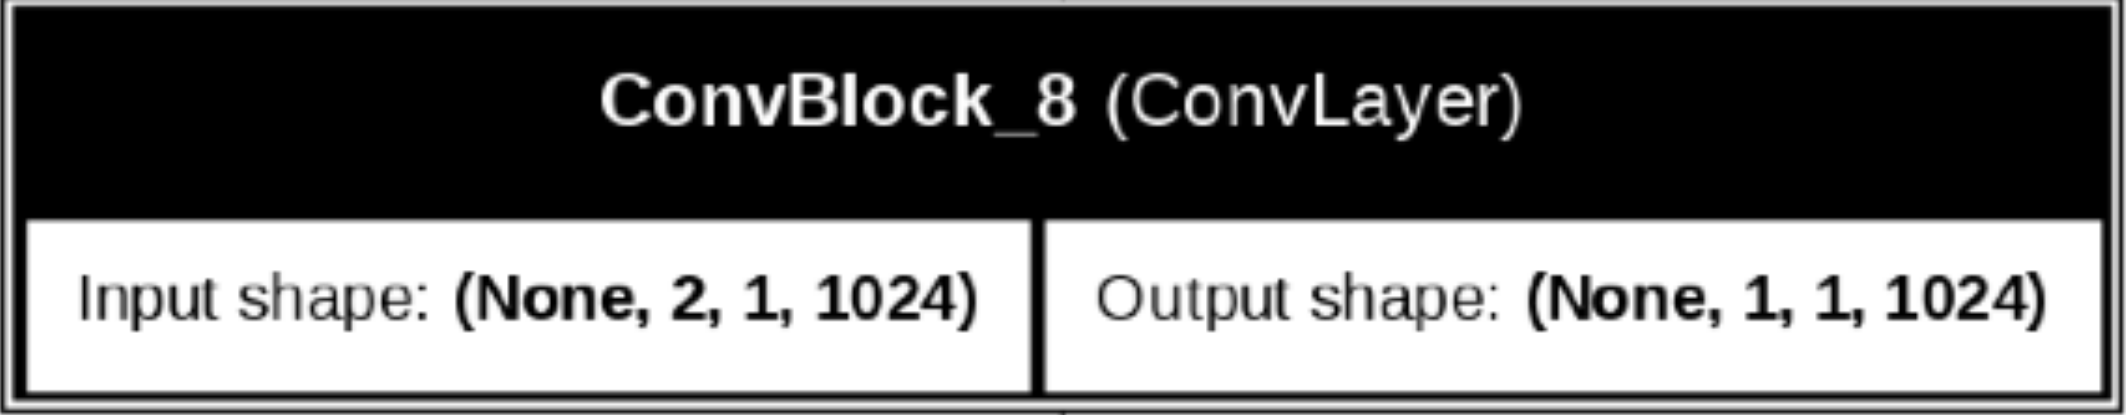 ConvBlock_8 (ConvLayer)
Input shape: (None, 2, 1, 1024)
Output shape: (None, 1, 1, 1024)